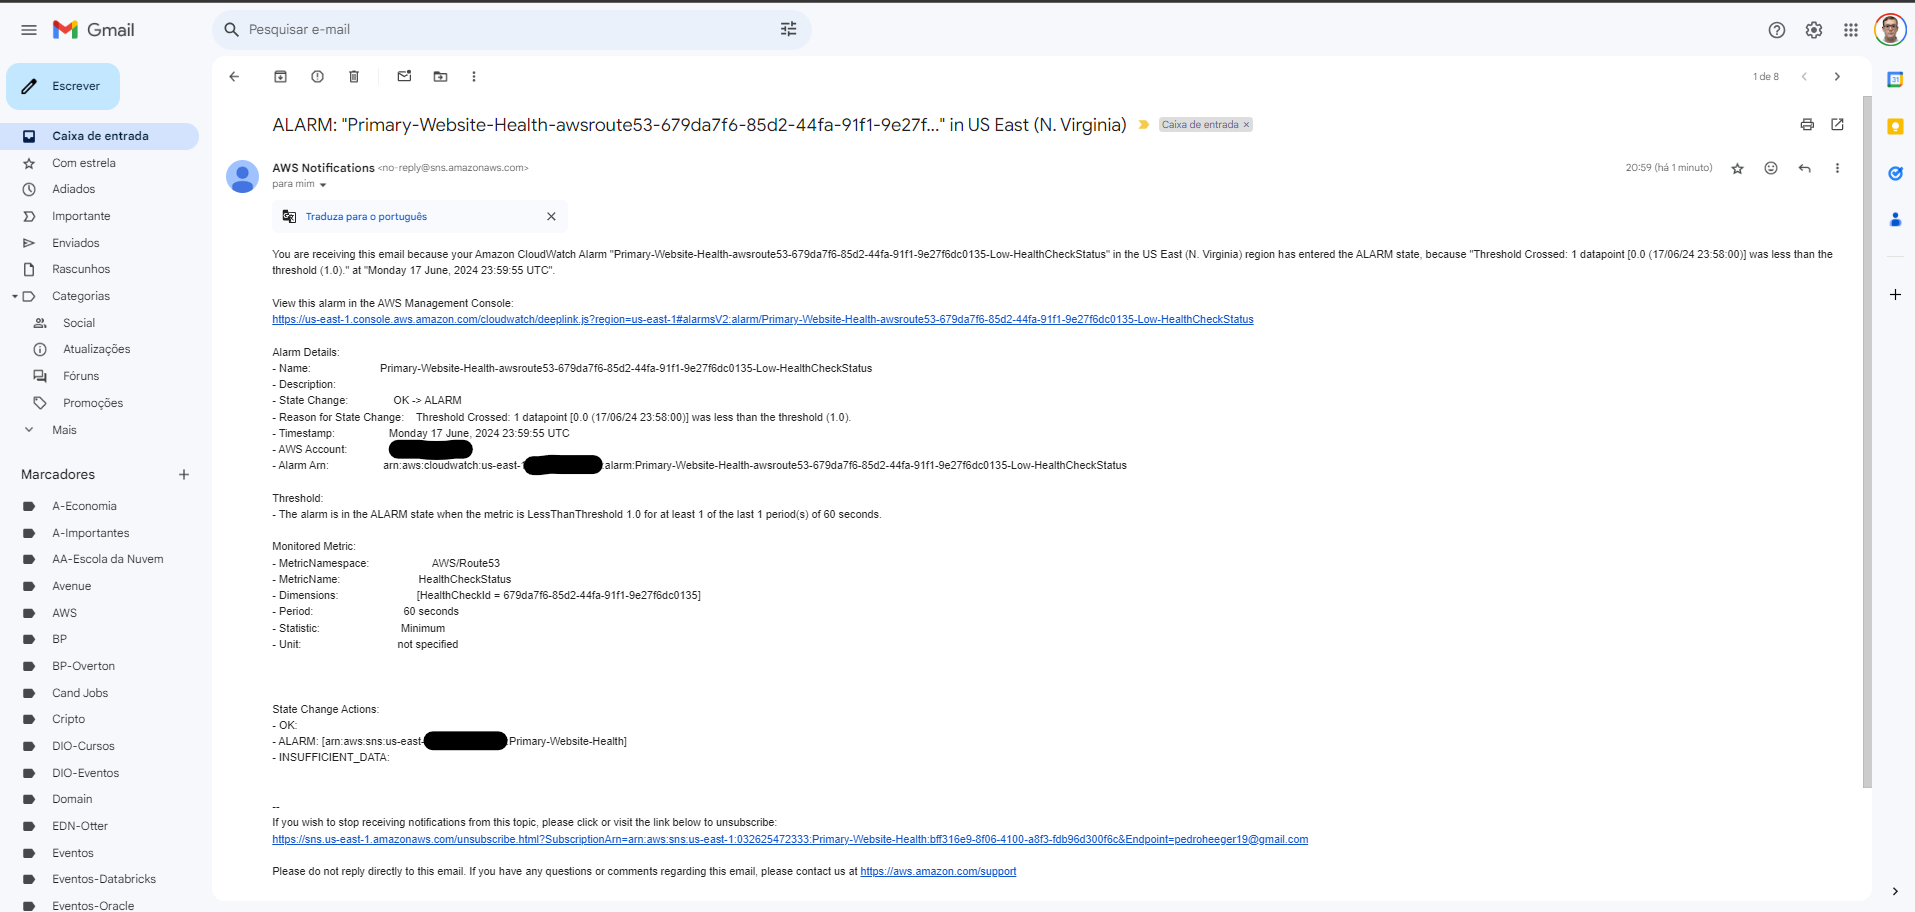 Gmail
Pesquisar e-mail
Escrever
1 de 8
Caixa de entrada
Com estrela
Adiados
Importante
Enviados
Rascunhos
Categorias
Social
Atualizações
Fóruns
Promoções
Mais
Marcadores
A-Economia
A-Importantes
AA-Escola da Nuvem
Avenue
AWS
BP
BP-Overton
Cand Jobs
Cripto
DIO-Cursos
DIO-Eventos
Domain
EDN-Otter
Eventos
Eventos-Databricks
Eventos-Oracle
ALARM: "Primary-Website-Health-awsroute53-679da7f6-85d2-44fa-91f1-9e27f..." in US East (N. Virginia) Caixa de entrada ×
AWS Notifications <no-reply@sns.amazonaws.com> 20:59 (há 1 minuto)
para mim
Traduza para o português
You are receiving this email because your Amazon CloudWatch Alarm "Primary-Website-Health-awsroute53-679da7f6-85d2-44fa-91f1-9e27f6dc0135-Low-HealthCheckStatus" in the US East (N. Virginia) region has entered the ALARM state, because "Threshold Crossed: 1 datapoint [0.0 (17/06/24 23:58:00)] was less than the
threshold (1.0)." at "Monday 17 June, 2024 23:59:55 UTC".
View this alarm in the AWS Management Console:
https://us-east-1.console.aws.amazon.com/cloudwatch/deeplink.js?region=us-east-1#alarmsV2:alarm/Primary-Website-Health-awsroute53-679da7f6-85d2-44fa-91f1-9e27f6dc0135-Low-HealthCheckStatus
Alarm Details:
- Name: Primary-Website-Health-awsroute53-679da7f6-85d2-44fa-91f1-9e27f6dc0135-Low-HealthCheckStatus
- Description:
- State Change: OK -> ALARM
- Reason for State Change: Threshold Crossed: 1 datapoint [0.0 (17/06/24 23:58:00)] was less than the threshold (1.0).
- Timestamp: Monday 17 June, 2024 23:59:55 UTC
- AWS Account:
- Alarm Arn: arn:aws:cloudwatch:us-east-1 :alarm:Primary-Website-Health-awsroute53-679da7f6-85d2-44fa-91f1-9e27f6dc0135-Low-HealthCheckStatus
Threshold:
- The alarm is in the ALARM state when the metric is LessThanThreshold 1.0 for at least 1 of the last 1 period(s) of 60 seconds.
Monitored Metric:
- MetricNamespace: AWS/Route53
- MetricName: HealthCheckStatus
- Dimensions: [HealthCheckId = 679da7f6-85d2-44fa-91f1-9e27f6dc0135]
- Period: 60 seconds
- Statistic: Minimum
- Unit: not specified
State Change Actions:
- OK:
- ALARM: [arn:aws:sns:us-east- :Primary-Website-Health]
- INSUFFICIENT_DATA:
--
If you wish to stop receiving notifications from this topic, please click or visit the link below to unsubscribe:
https://sns.us-east-1.amazonaws.com/unsubscribe.html?SubscriptionArn=arn:aws:sns:us-east-1:032625472333:Primary-Website-Health:bff316e9-8f06-4100-a8f3-fdb96d300f6c&Endpoint=pedroheeger19@gmail.com
Please do not reply directly to this email. If you have any questions or comments regarding this email, please contact us at https://aws.amazon.com/support